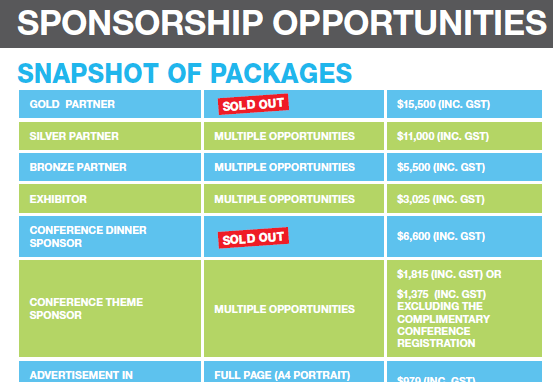 SPONSORSHIP OPPORTUNITIES
SNAPSHOT OF PACKAGES
GOLD PARTNER
SOLD OUT
$15,500 (INC. GST)
SILVER PARTNER
MULTIPLE OPPORTUNITIES
$11,000 (INC. GST)
BRONZE PARTNER
MULTIPLE OPPORTUNITIES
$5,500 (INC. GST)
EXHIBITOR
MULTIPLE OPPORTUNITIES
$3,025 (INC. GST)
CONFERENCE DINNER
SPONSOR
SOLD OUT
$6,600 (INC. GST)
CONFERENCE THEME
SPONSOR
MULTIPLE OPPORTUNITIES
$1,815 (INC. GST) OR
$1,375 (INC. GST)
EXCLUDING THE
COMPLIMENTARY
CONFERENCE
REGISTRATION
ADVERTISEMENT IN
FULL PAGE (A4 PORTRAIT)
$979 (INC. GST)